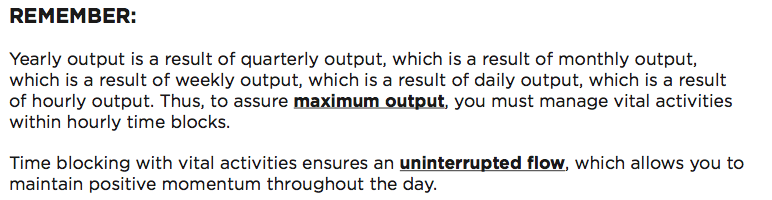 REMEMBER:
Yearly output is a result of quarterly output, which is a result of monthly output,
which is a result of weekly output, which is a result of daily output, which is a result
of hourly output. Thus, to assure maximum output, you must manage vital activities
within hourly time blocks.
Time blocking with vital activities ensures an uninterrupted flow, which allows you to
maintain positive momentum throughout the day.